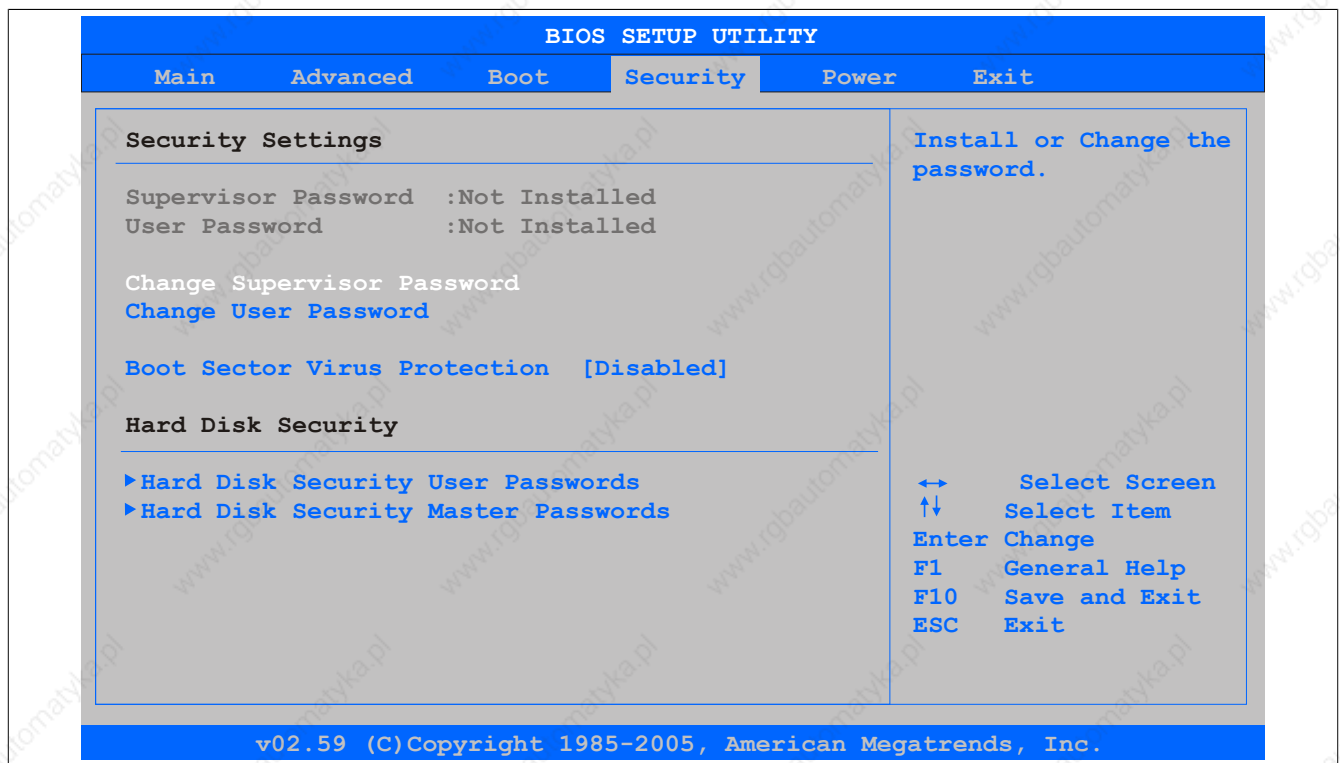 BIOS SETUP UTILITY
Main Advanced Boot Security Power Exit
Security Settings
Supervisor Password :Not Installed
User Password :Not Installed
Change Supervisor Password
Change User Password
Boot Sector Virus Protection [Disabled]
Hard Disk Security
Hard Disk Security User Passwords
Hard Disk Security Master Passwords
Install or Change the
password.
↔ Select Screen
↑↓ Select Item
Enter Change
F1 General Help
F10 Save and Exit
ESC Exit
v02.59 (C)Copyright 1985-2005, American Megatrends, Inc.
www.rgbautomatyka.pl